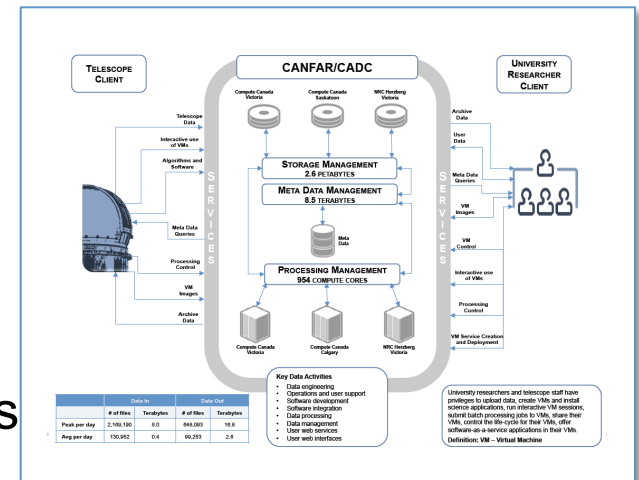 CANFAR/CADC
TELESCOPE
CLIENT
UNIVERSITY
RESEARCHER
CLIENT
Compute Canada
Victoria
Compute Canada
Saskatoon
NRC Herzberg
Victoria
Telescope
Data
Interactive use
of VMs
Algorithms and
Software
Meta Data
Queries
Processing
Control
VM
Images
Archive
Data
SERVICES
STORAGE MANAGEMENT
2.6 PETABYTES
META DATA MANAGEMENT
8.5 TERABYTES
Meta
Data
PROCESSING MANAGEMENT
954 COMPUTE CORES
Compute Canada
Victoria
Compute Canada
Calgary
NRC Herzberg
Victoria
SERVICES
Archive
Data
User
Data
Meta Data
Queries
VM
Images
VM
Control
Interactive use
of VMs
Processing
Control
VM Service Creation
and Deployment
Key Data Activities
• Data engineering
• Operations and user support
• Software development
• Software integration
• Data processing
• Data management
• User web services
• User web interfaces
Data In Data Out
# of files Terabytes # of files Terabytes
Peak per day 2,169,190 8.0 648,093 16.8
Avg per day 130,952 0.4 99,253 2.6
University researchers and telescope staff have
privileges to upload data, create VMs and install
science applications, run interactive VM sessions,
submit batch processing jobs to VMs, share their
VMs, control the life-cycle for their VMs, offer
software-as-a-service applications in their VMs.
Definition: VM – Virtual Machine
s